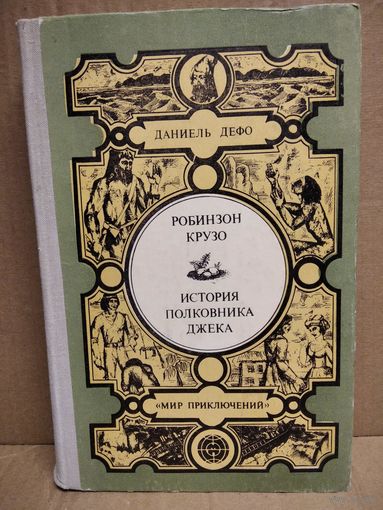 ДАНИЕЛЬ ДЕФО
РОБИНЗОН
КРУЗО
ИСТОРИЯ
ПОЛКОВНИКА
ДЖЕКА
«МИР ПРИКЛЮЧЕНИЙ»